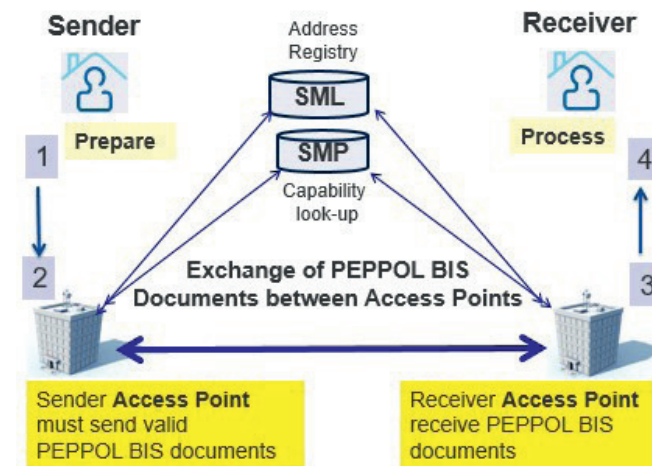 Sender
Receiver
Address
Registry
SML
Prepare
Process
SMP
1
4
Capability
look-up
2
Exchange of PEPPOL BIS
Documents between Access Points
3
Sender Access Point
must send valid
PEPPOL BIS documents
Receiver Access Point
receive PEPPOL BIS
documents